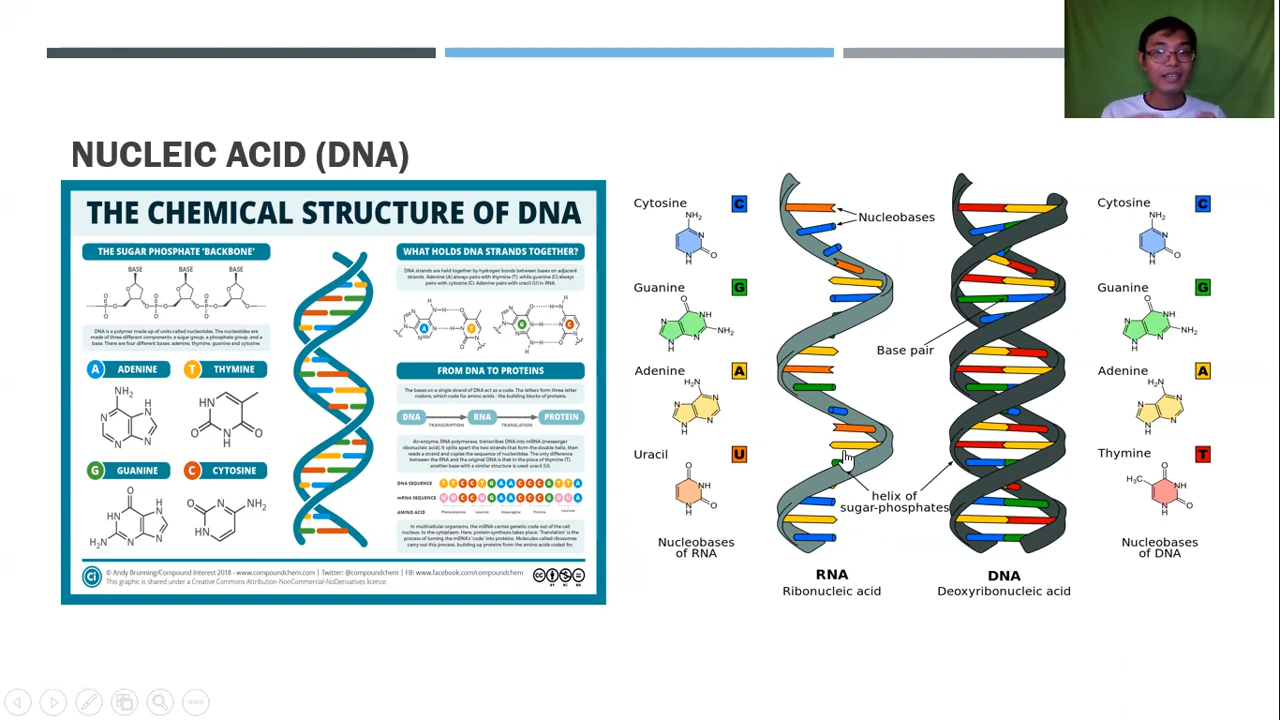 NUCLEIC ACID (DNA)
THE CHEMICAL STRUCTURE OF DNA
THE SUGAR PHOSPHATE 'BACKBONE'
BASE BASE BASE
DNA is a polymer made up of units called nucleotides. The nucleotides are
made of three different components: a sugar group, a phosphate group, and a
base. There are four different bases: adenine, thymine, guanine and cytosine.
A ADENINE
T THYMINE
G GUANINE
C CYTOSINE
WHAT HOLDS DNA STRANDS TOGETHER?
DNA strands are held together by hydrogen bonds between bases on adjacent
strands. Adenine (A) always pairs with thymine (T), while guanine (G) always
pairs with cytosine (C). Adenine pairs with uracil (U) in RNA.
A T G C
FROM DNA TO PROTEINS
The bases on a single strand of DNA act as a code. The letters form three letter
codons, which code for amino acids - the building blocks of proteins.
DNA RNA PROTEIN
TRANSCRIPTION TRANSLATION
An enzyme, RNA polymerase, transcribes DNA into mRNA (messenger
ribonucleic acid). It splits apart the two strands that form the double helix, then
reads a strand and copies the sequence of nucleotides. The only difference
between the RNA and the original DNA is that in the place of thymine (T),
another base with a similar structure is used: uracil (U).
DNA SEQUENCE T T C C T G A A C C C G T T A
mRNA SEQUENCE U U C C U G A A C C C G U U A
AMINO ACID Phenylalanine Leucine Asparagine Proline Leucine
In multicellular organisms, the mRNA carries genetic code out of the cell
nucleus, to the cytoplasm. Here, protein synthesis takes place. 'Translation' is the
process of turning the mRNA's 'code' into proteins. Molecules called ribosomes
carry out this process, building up proteins from the amino acids coded for.
Ci © Andy Brunning/Compound Interest 2018 - www.compoundchem.com | Twitter: @compoundchem | FB: www.facebook.com/compoundchem
This graphic is shared under a Creative Commons Attribution-NonCommercial-NoDerivatives licence.
Cytosine C
Guanine G
Adenine A
Uracil U
Nucleobases
of RNA
Nucleobases
Base pair
helix of
sugar-phosphates
RNA
Ribonucleic acid
DNA
Deoxyribonucleic acid
Cytosine C
Guanine G
Adenine A
Thymine T
Nucleobases
of DNA